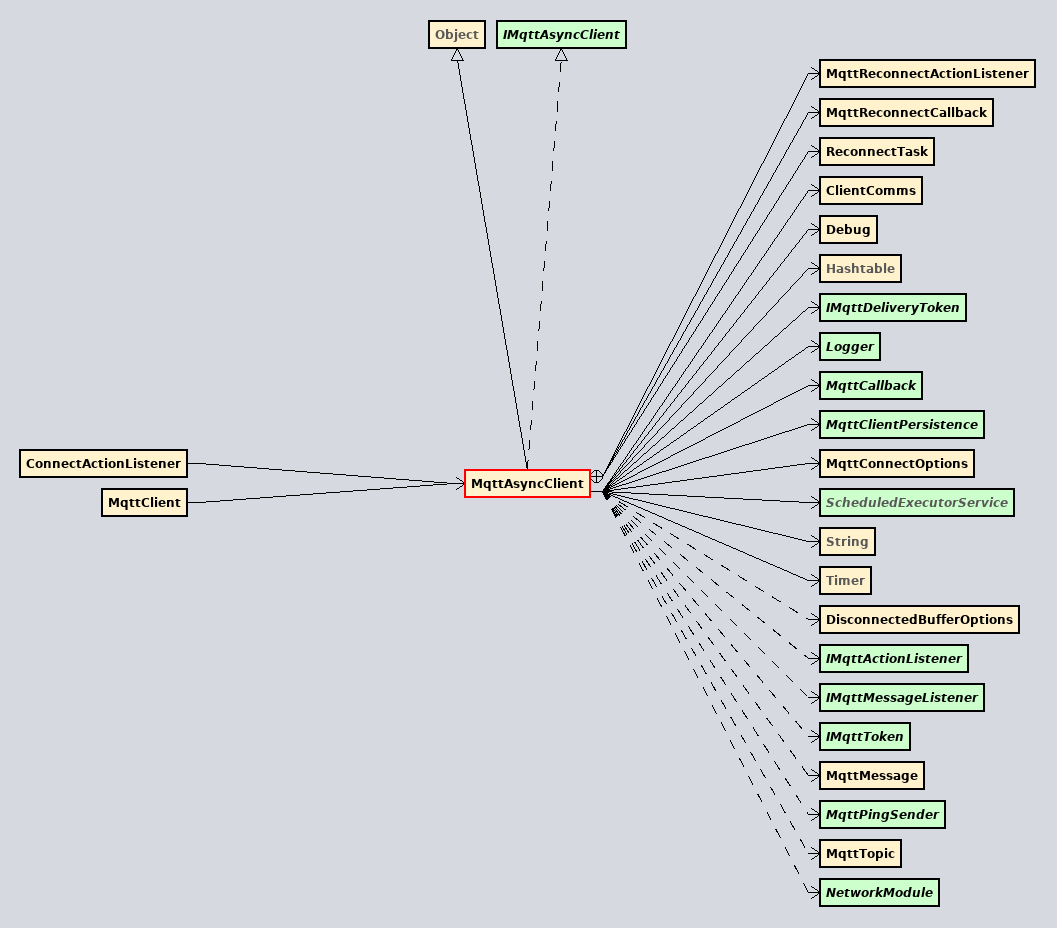 Object
IMqttAsyncClient
MqttReconnectActionListener
MqttReconnectCallback
ReconnectTask
ClientComms
Debug
Hashtable
IMqttDeliveryToken
Logger
MqttCallback
MqttClientPersistence
ConnectActionListener
MqttClient
MqttAsyncClient
MqttConnectOptions
ScheduledExecutorService
String
Timer
DisconnectedBufferOptions
IMqttActionListener
IMqttMessageListener
IMqttToken
MqttMessage
MqttPingSender
MqttTopic
NetworkModule